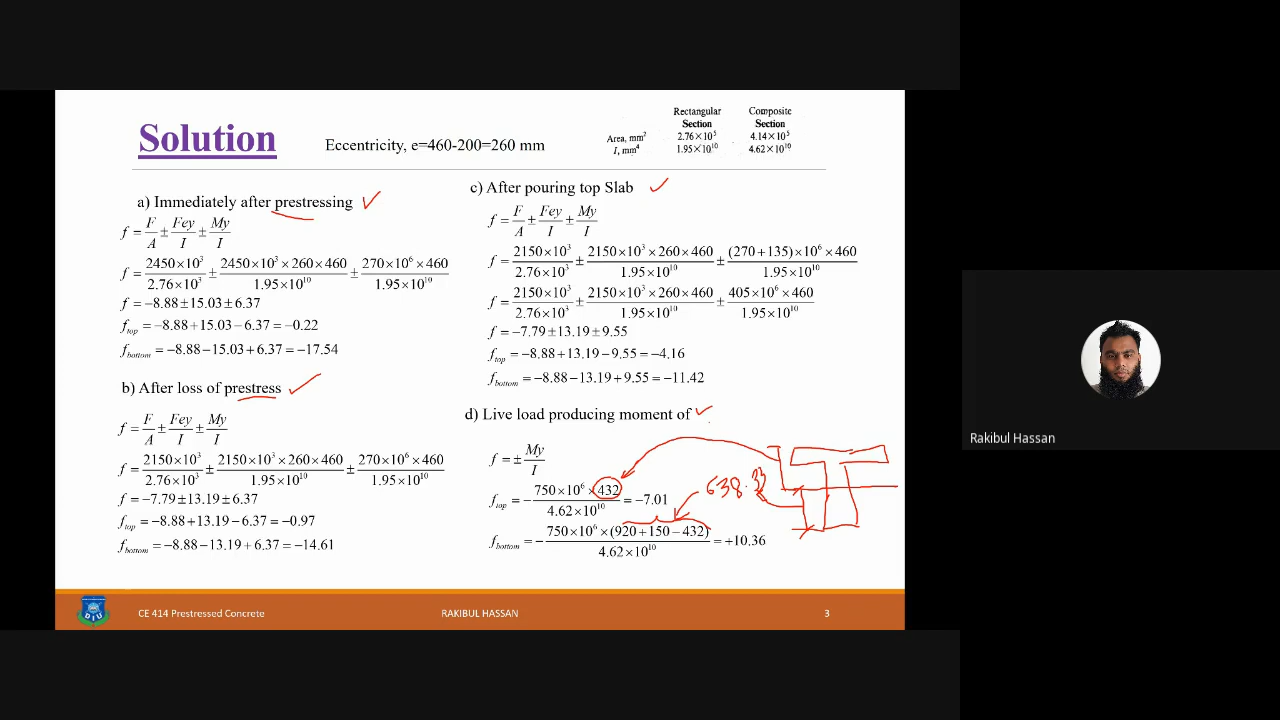 Solution
Eccentricity, e=460-200=260 mm
Rectangular Section Composite Section
Area, mm² 2.76×10⁵ 4.14×10⁵
I, mm⁴ 1.95×10¹⁰ 4.62×10¹⁰
a) Immediately after prestressing
f = F/A ± Fey/I ± My/I
f = 2450×10³/2.76×10⁵ ± 2450×10³×260×460/1.95×10¹⁰ ± 270×10⁶×460/1.95×10¹⁰
f = −8.88±15.03±6.37
f_top = −8.88+15.03−6.37 = −0.22
f_bottom = −8.88−15.03+6.37 = −17.54
b) After loss of prestress
f = F/A ± Fey/I ± My/I
f = 2150×10³/2.76×10⁵ ± 2150×10³×260×460/1.95×10¹⁰ ± 270×10⁶×460/1.95×10¹⁰
f = −7.79±13.19±6.37
f_top = −8.88+13.19−6.37 = −0.97
f_bottom = −8.88−13.19+6.37 = −14.61
c) After pouring top Slab
f = F/A ± Fey/I ± My/I
f = 2150×10³/2.76×10⁵ ± 2150×10³×260×460/1.95×10¹⁰ ± (270+135)×10⁶×460/1.95×10¹⁰
f = 2150×10³/2.76×10⁵ ± 2150×10³×260×460/1.95×10¹⁰ ± 405×10⁶×460/1.95×10¹⁰
f = −7.79±13.19±9.55
f_top = −8.88+13.19−9.55 = −4.16
f_bottom = −8.88−13.19+9.55 = −11.42
d) Live load producing moment of
f = ± My/I
f_top = − 750×10⁶×432/4.62×10¹⁰ = −7.01
638.33
f_bottom = − 750×10⁶×(920+150−432)/4.62×10¹⁰ = +10.36
DIU
CE 414 Prestressed Concrete
RAKIBUL HASSAN
3
Rakibul Hassan